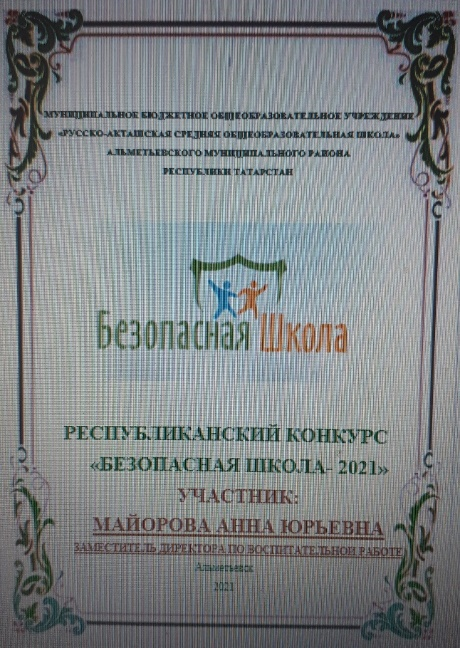 МУНИЦИПАЛЬНОЕ БЮДЖЕТНОЕ ОБЩЕОБРАЗОВАТЕЛЬНОЕ УЧРЕЖДЕНИЕ
«РУССКО-АКТАШСКАЯ СРЕДНЯЯ ОБЩЕОБРАЗОВАТЕЛЬНАЯ ШКОЛА»
АЛЬМЕТЬЕВСКОГО МУНИЦИПАЛЬНОГО РАЙОНА
РЕСПУБЛИКИ ТАТАРСТАН
Безопасная Школа
РЕСПУБЛИКАНСКИЙ КОНКУРС
«БЕЗОПАСНАЯ ШКОЛА- 2021»
УЧАСТНИК:
МАЙОРОВА АННА ЮРЬЕВНА
ЗАМЕСТИТЕЛЬ ДИРЕКТОРА ПО ВОСПИТАТЕЛЬНОЙ РАБОТЕ
Альметьевск
2021